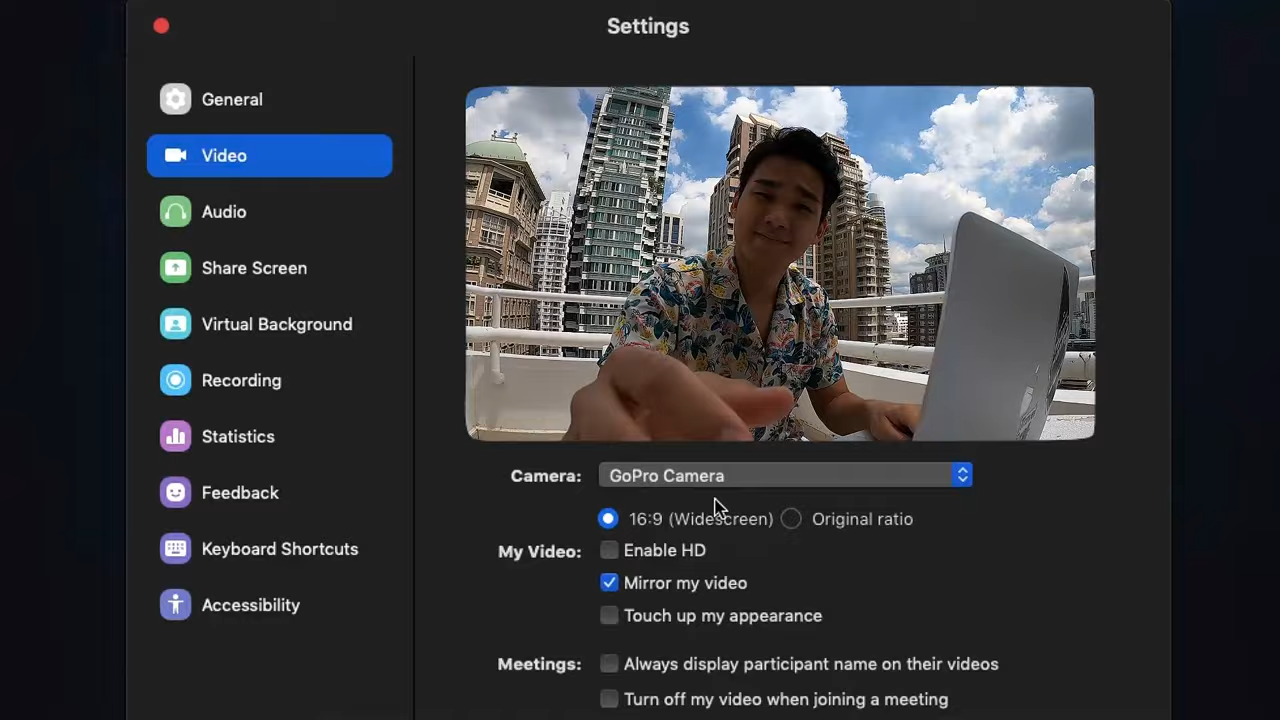 Settings
General
Video
Audio
Share Screen
Virtual Background
Recording
Statistics
Feedback
Keyboard Shortcuts
Accessibility
Camera: GoPro Camera
16:9 (Widescreen) Original ratio
My Video: Enable HD
Mirror my video
Touch up my appearance
Meetings: Always display participant name on their videos
Turn off my video when joining a meeting